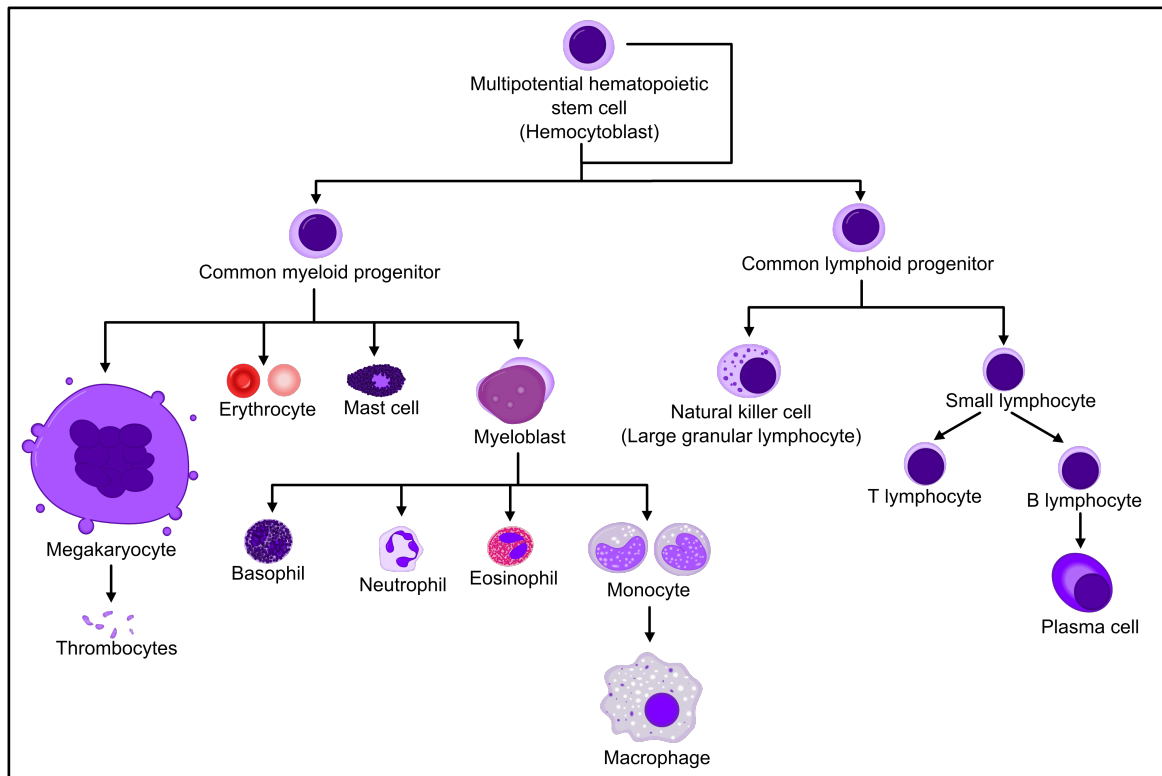 Multipotential hematopoietic
stem cell
(Hemocytoblast)
Common myeloid progenitor
Common lymphoid progenitor
Erythrocyte
Mast cell
Myeloblast
Natural killer cell
(Large granular lymphocyte)
Small lymphocyte
T lymphocyte
B lymphocyte
Megakaryocyte
Basophil
Neutrophil
Eosinophil
Monocyte
Plasma cell
Thrombocytes
Macrophage